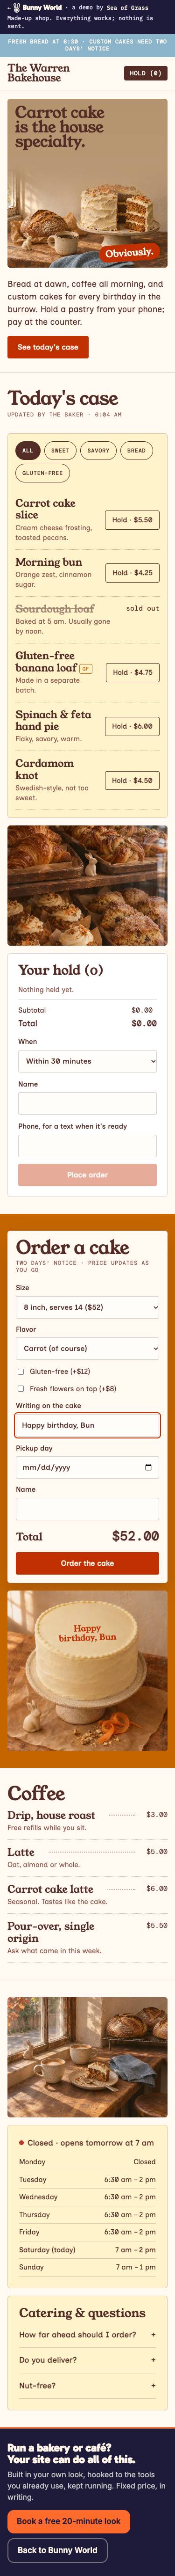 ← Bunny World · a demo by Sea of Grass
Made-up shop. Everything works; nothing is
sent.
FRESH BREAD AT 6:30 · CUSTOM CAKES NEED TWO
DAYS' NOTICE
The Warren
Bakehouse
HOLD (0)
Carrot cake
is the house
specialty.
Obviously.
Bread at dawn, coffee all morning, and
custom cakes for every birthday in the
burrow. Hold a pastry from your phone;
pay at the counter.
See today's case
Today's case
UPDATED BY THE BAKER · 6:04 AM
ALL
SWEET
SAVORY
BREAD
GLUTEN-FREE
Carrot cake
slice
Cream cheese frosting,
toasted pecans.
Hold · $5.50
Morning bun
Orange zest, cinnamon
sugar.
Hold · $4.25
Sourdough loaf
Baked at 5 am. Usually gone
by noon.
sold out
Gluten-free
banana loaf GF
Made in a separate
batch.
Hold · $4.75
Spinach & feta
hand pie
Flaky, savory, warm.
Hold · $6.00
Cardamom
knot
Swedish-style, not too
sweet.
Hold · $4.50
Your hold (0)
Nothing held yet.
Subtotal $0.00
Total $0.00
When
Within 30 minutes
Name
Phone, for a text when it's ready
Place order
Order a cake
TWO DAYS' NOTICE · PRICE UPDATES AS
YOU GO
Size
8 inch, serves 14 ($52)
Flavor
Carrot (of course)
Gluten-free (+$12)
Fresh flowers on top (+$8)
Writing on the cake
Happy birthday, Bun
Pickup day
mm/dd/yyyy
Name
Total $52.00
Order the cake
Happy
birthday, Bun
Coffee
Drip, house roast $3.00
Free refills while you sit.
Latte $5.00
Oat, almond or whole.
Carrot cake latte $6.00
Seasonal. Tastes like the cake.
Pour-over, single
origin
$5.50
Ask what came in this week.
Closed · opens tomorrow at 7 am
Monday Closed
Tuesday 6:30 am – 2 pm
Wednesday 6:30 am – 2 pm
Thursday 6:30 am – 2 pm
Friday 6:30 am – 2 pm
Saturday (today) 7 am – 2 pm
Sunday 7 am – 1 pm
Catering & questions
How far ahead should I order? +
Do you deliver? +
Nut-free? +
Run a bakery or café?
Your site can do all of this.
Built in your own look, hooked to the tools
you already use, kept running. Fixed price, in
writing.
Book a free 20-minute look
Back to Bunny World